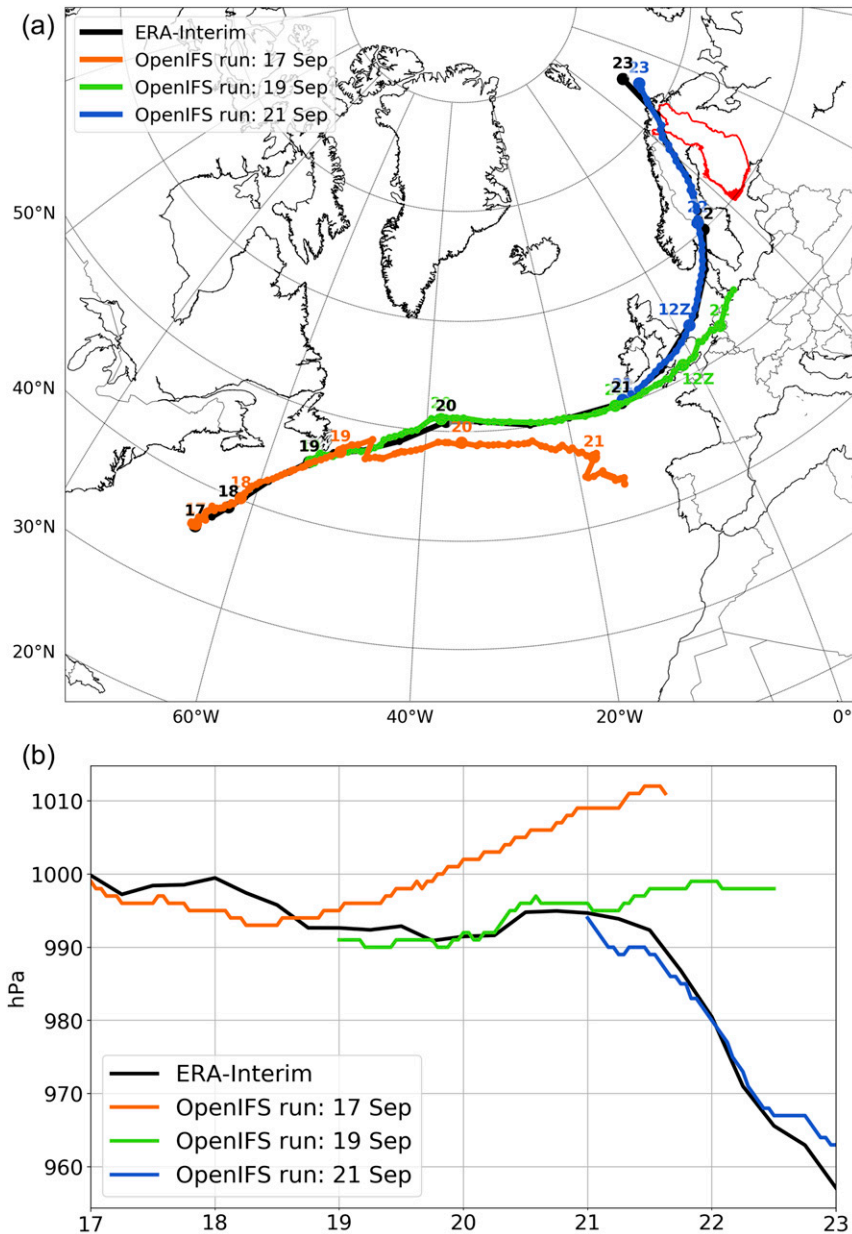 (a)
ERA-Interim
OpenIFS run: 17 Sep
OpenIFS run: 19 Sep
OpenIFS run: 21 Sep
23
23
50°N
22
12Z
40°N
21
12Z
20
19
19
20
21
18
18
17
30°N
20°N
60°W
40°W
20°W
0°
(b)
1010
1000
990
980
970
960
hPa
ERA-Interim
OpenIFS run: 17 Sep
OpenIFS run: 19 Sep
OpenIFS run: 21 Sep
17
18
19
20
21
22
23